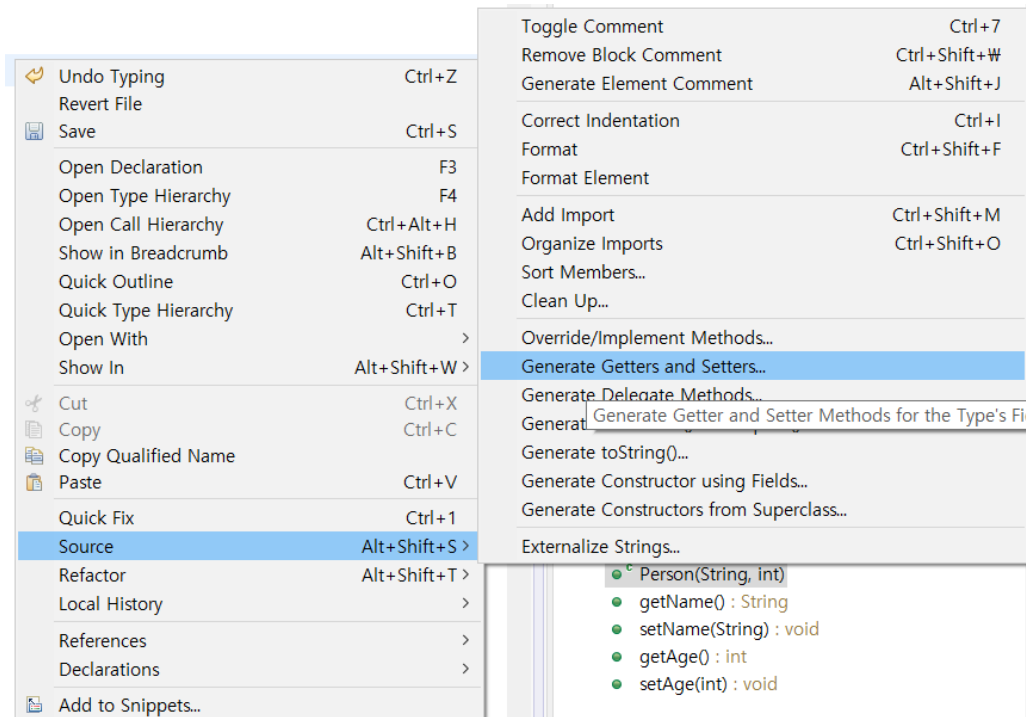 Undo Typing Ctrl+Z
Revert File
Save Ctrl+S
Open Declaration F3
Open Type Hierarchy F4
Open Call Hierarchy Ctrl+Alt+H
Show in Breadcrumb Alt+Shift+B
Quick Outline Ctrl+O
Quick Type Hierarchy Ctrl+T
Open With >
Show In Alt+Shift+W >
Cut Ctrl+X
Copy Ctrl+C
Copy Qualified Name
Paste Ctrl+V
Quick Fix Ctrl+1
Source Alt+Shift+S >
Refactor Alt+Shift+T >
Local History >
References >
Declarations >
Add to Snippets...
Toggle Comment Ctrl+7
Remove Block Comment Ctrl+Shift+₩
Generate Element Comment Alt+Shift+J
Correct Indentation Ctrl+I
Format Ctrl+Shift+F
Format Element
Add Import Ctrl+Shift+M
Organize Imports Ctrl+Shift+O
Sort Members...
Clean Up...
Override/Implement Methods...
Generate Getters and Setters...
Generate Delegate Methods...
Generate Getter and Setter Methods for the Type's
Generate toString()...
Generate Constructor using Fields...
Generate Constructors from Superclass...
Externalize Strings...
Person(String, int)
getName() : String
setName(String) : void
getAge() : int
setAge(int) : void